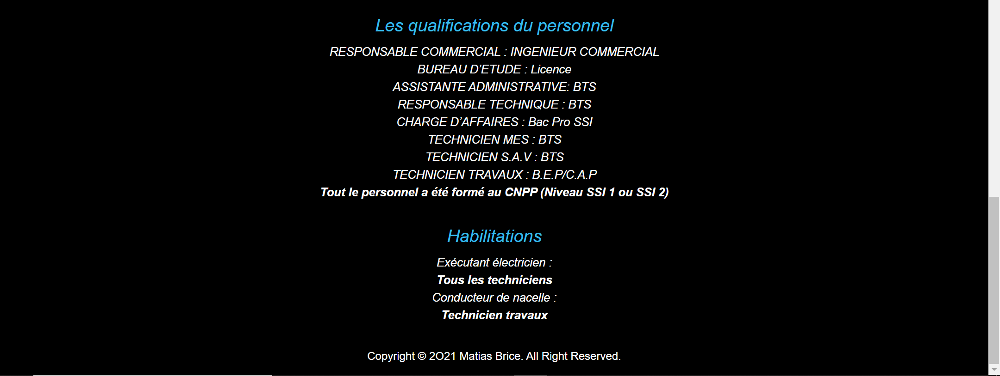 Les qualifications du personnel
RESPONSABLE COMMERCIAL : INGENIEUR COMMERCIAL
BUREAU D’ETUDE : Licence
ASSISTANTE ADMINISTRATIVE: BTS
RESPONSABLE TECHNIQUE : BTS
CHARGE D’AFFAIRES : Bac Pro SSI
TECHNICIEN MES : BTS
TECHNICIEN S.A.V : BTS
TECHNICIEN TRAVAUX : B.E.P/C.A.P
Tout le personnel a été formé au CNPP (Niveau SSI 1 ou SSI 2)
Habilitations
Exécutant électricien :
Tous les techniciens
Conducteur de nacelle :
Technicien travaux
Copyright © 2O21 Matias Brice. All Right Reserved.